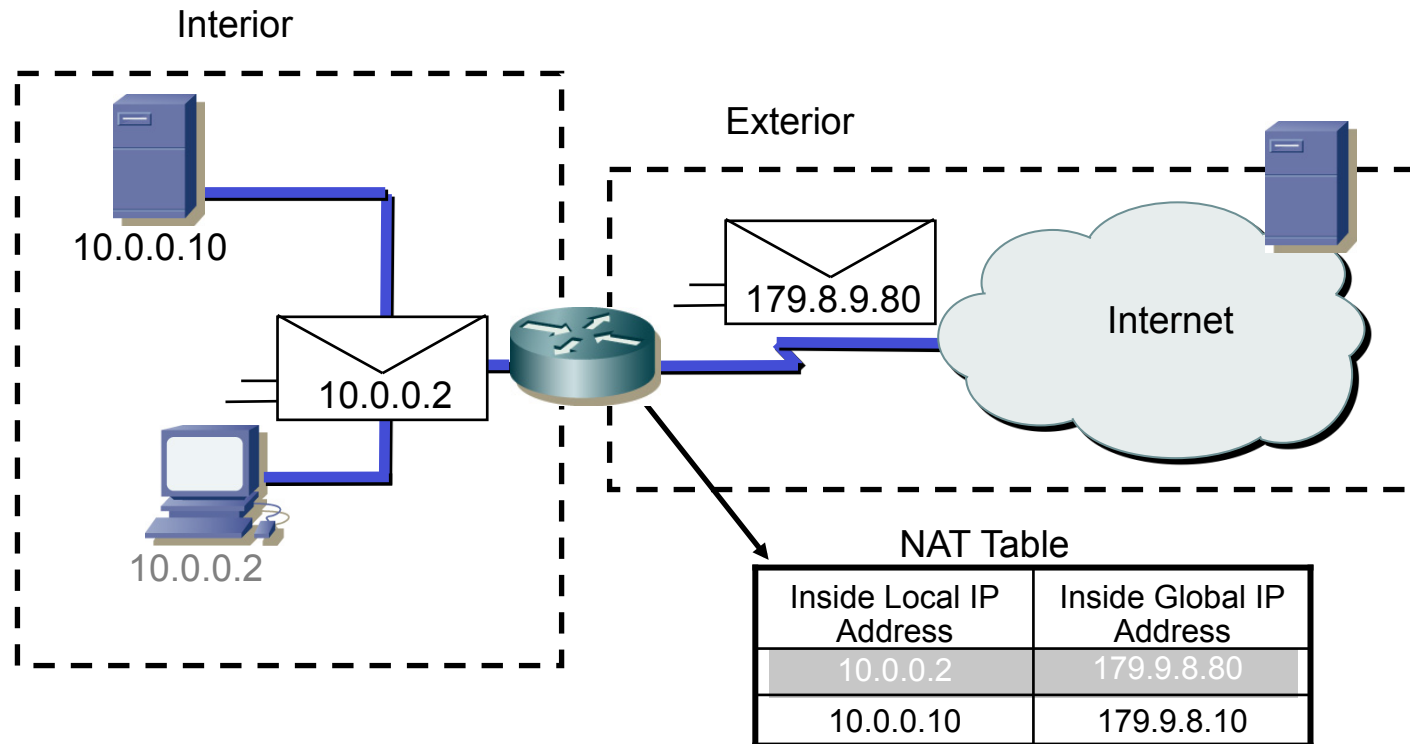 Interior
Exterior
10.0.0.10
179.8.9.80
Internet
10.0.0.2
10.0.0.2
NAT Table
Inside Local IP
Address
Inside Global IP
Address
10.0.0.2
179.9.8.80
10.0.0.10
179.9.8.10